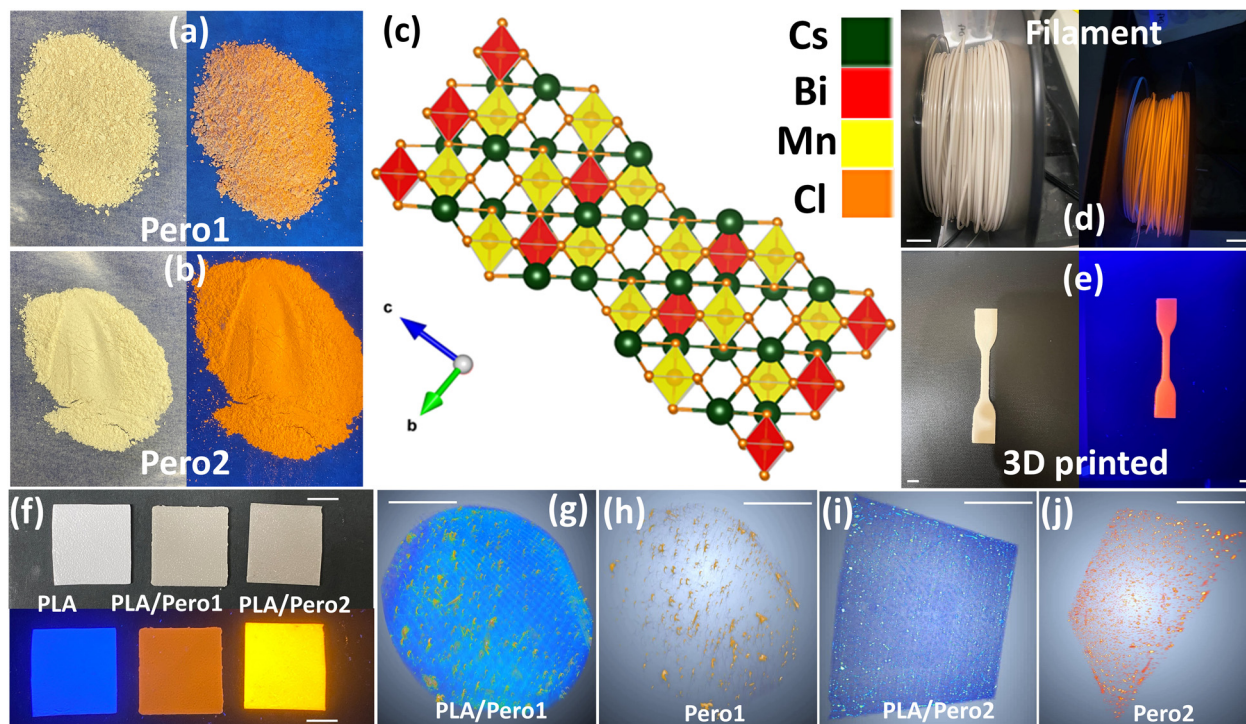 (a)
Pero1
(b)
Pero2
(c)
Cs
Bi
Mn
Cl
c
b
Filament
(d)
(e)
3D printed
(f)
PLA
PLA/Pero1
PLA/Pero2
(g)
PLA/Pero1
(h)
Pero1
(i)
PLA/Pero2
(j)
Pero2